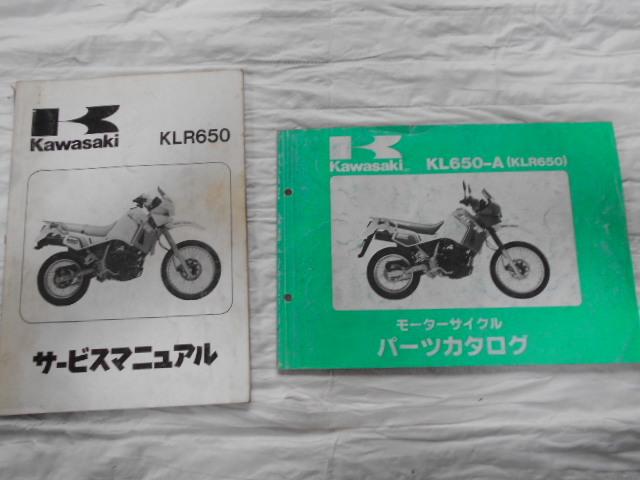 Kawasaki
KLR650
サービスマニュアル
Kawasaki
KL650-A (KLR650)
モーターサイクル
パーツカタログ